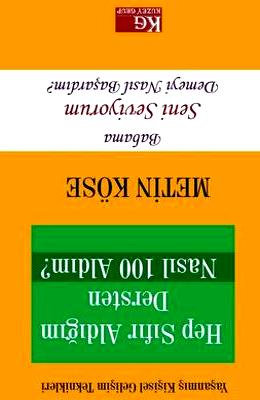 Yaşanmış Kişisel Gelişim Teknikleri
Hep Sıfır Aldığım
Dersten
Nasıl 100 Aldım?
METİN KÖSE
Babama
Seni Seviyorum
Demeyi Nasıl Başardım?
KG
KUZEY GRUP